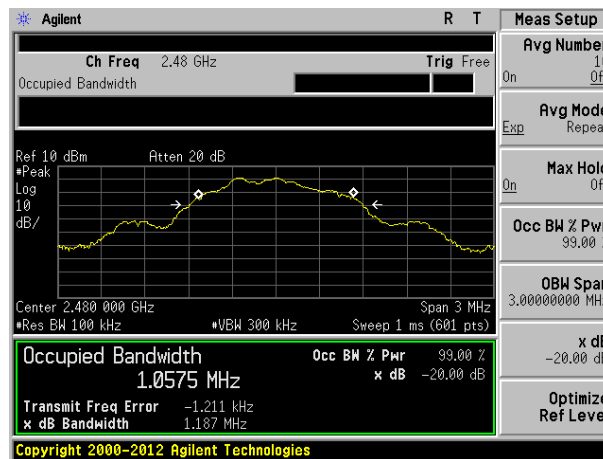 Agilent R T
Ch Freq 2.48 GHz Trig Free
Occupied Bandwidth
Ref 10 dBm Atten 20 dB
#Peak
Log
10
dB/
Center 2.480 000 GHz Span 3 MHz
#Res BW 100 kHz #VBW 300 kHz Sweep 1 ms (601 pts)
Occupied Bandwidth Occ BW % Pwr 99.00 %
1.0575 MHz x dB -20.00 dB
Transmit Freq Error -1.211 kHz
x dB Bandwidth 1.187 MHz
Copyright 2000-2012 Agilent Technologies
Meas Setup
Avg Number
On
Avg Mode
Exp Repea
Max Hold
On
Occ BW % Pwr
99.00
OBW Span
3.00000000 MH
x dB
-20.00 dB
Optimize
Ref Level